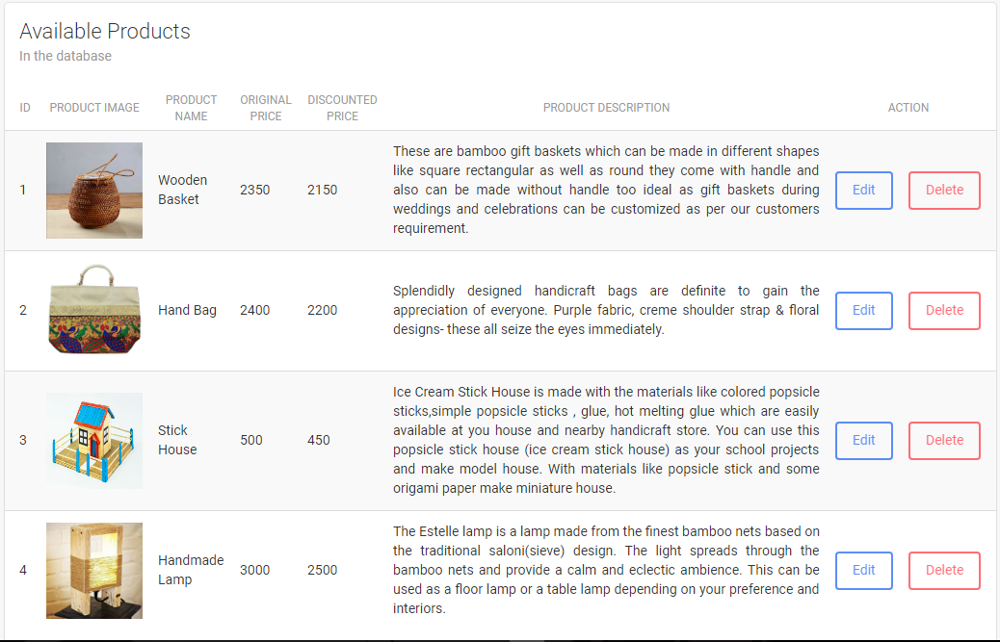 Available Products
In the database
ID PRODUCT IMAGE PRODUCT NAME ORIGINAL PRICE DISCOUNTED PRICE PRODUCT DESCRIPTION ACTION
1 Wooden Basket 2350 2150
These are bamboo gift baskets which can be made in different shapes
like square rectangular as well as round they come with handle and
also can be made without handle too ideal as gift baskets during
weddings and celebrations can be customized as per our customers
requirement.
Edit Delete
2 Hand Bag 2400 2200
Splendidly designed handicraft bags are definite to gain the
appreciation of everyone. Purple fabric, creme shoulder strap & floral
designs- these all seize the eyes immediately.
Edit Delete
3 Stick House 500 450
Ice Cream Stick House is made with the materials like colored popsicle
sticks,simple popsicle sticks , glue, hot melting glue which are easily
available at you house and nearby handicraft store. You can use this
popsicle stick house (ice cream stick house) as your school projects
and make model house. With materials like popsicle stick and some
origami paper make miniature house.
Edit Delete
4 Handmade Lamp 3000 2500
The Estelle lamp is a lamp made from the finest bamboo nets based on
the traditional saloni(sieve) design. The light spreads through the
bamboo nets and provide a calm and eclectic ambience. This can be
used as a floor lamp or a table lamp depending on your preference and
interiors.
Edit Delete